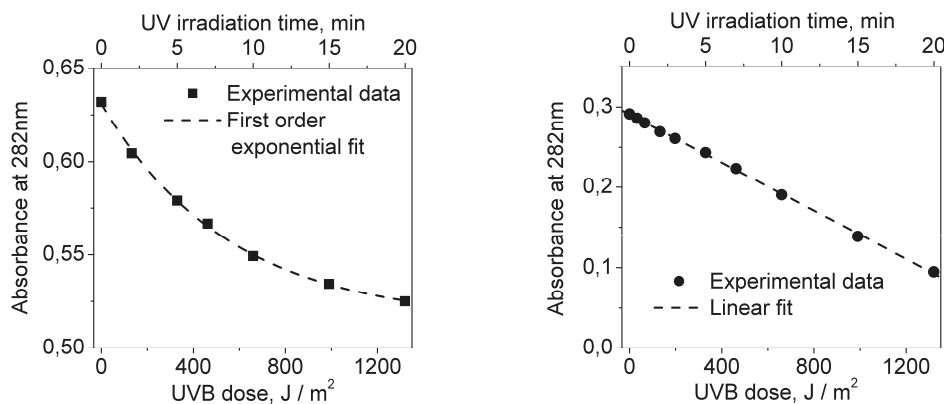 UV irradiation time, min
0 5 10 15 20
0,65
0,60
0,55
0,50
Absorbance at 282nm
Experimental data
First order
exponential fit
0 400 800 1200
UVB dose, J / m²
UV irradiation time, min
0 5 10 15 20
0,3
0,2
0,1
0,0
Absorbance at 282nm
Experimental data
Linear fit
0 400 800 1200
UVB dose, J / m²